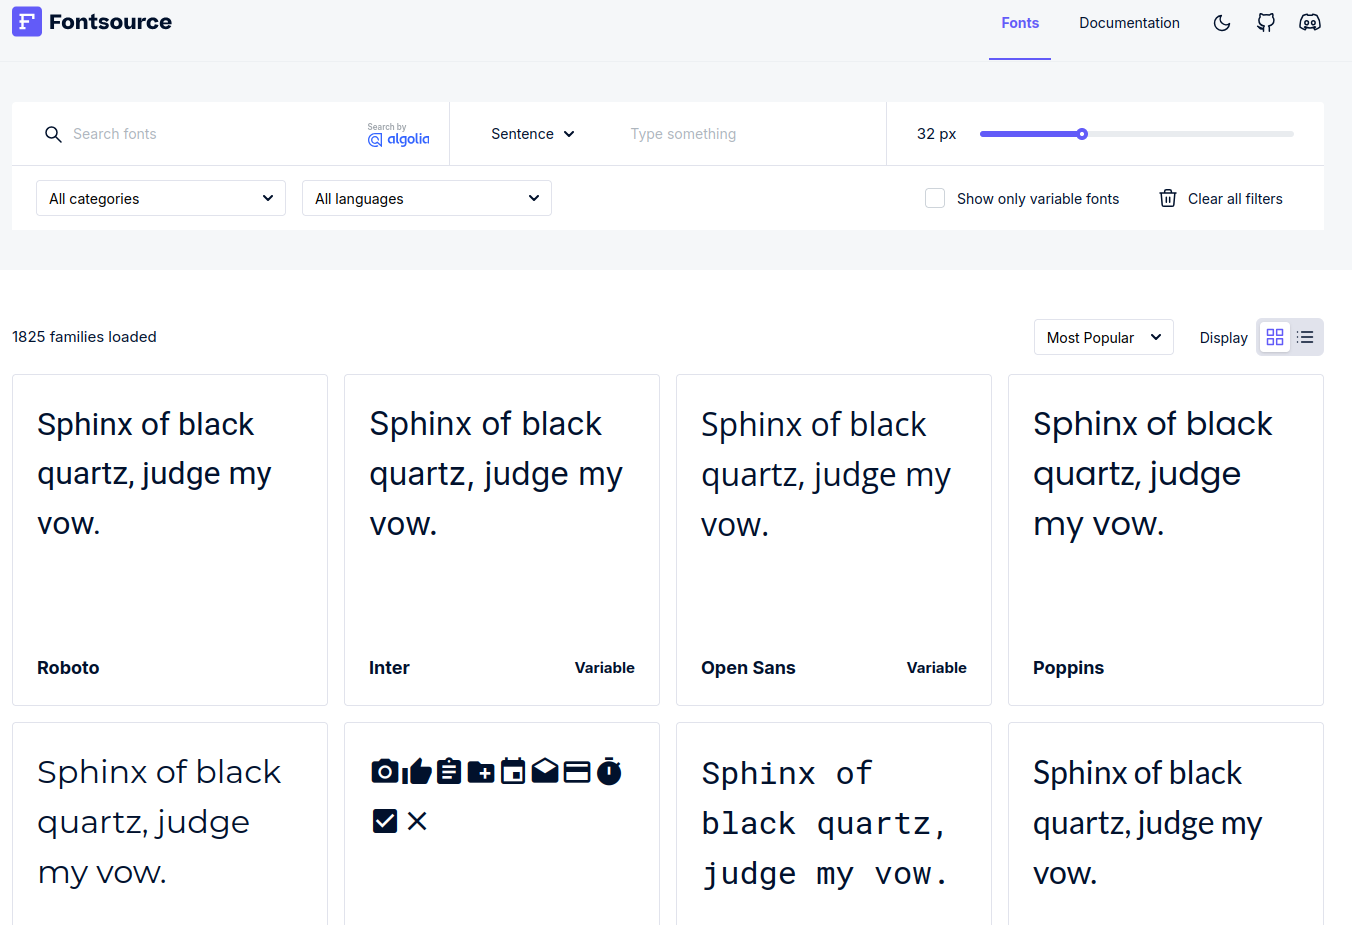 Fontsource
Fonts
Documentation
Search fonts
Search by
algolia
Sentence
Type something
32 px
All categories
All languages
Show only variable fonts
Clear all filters
1825 families loaded
Most Popular
Display
Sphinx of black
quartz, judge my
vow.
Roboto
Sphinx of black
quartz, judge my
vow.
Inter
Variable
Sphinx of black
quartz, judge my
vow.
Open Sans
Variable
Sphinx of black
quartz, judge
my vow.
Poppins
Sphinx of black
quartz, judge
my vow.
Sphinx of
black quartz,
judge my vow.
Sphinx of black
quartz, judge my
vow.